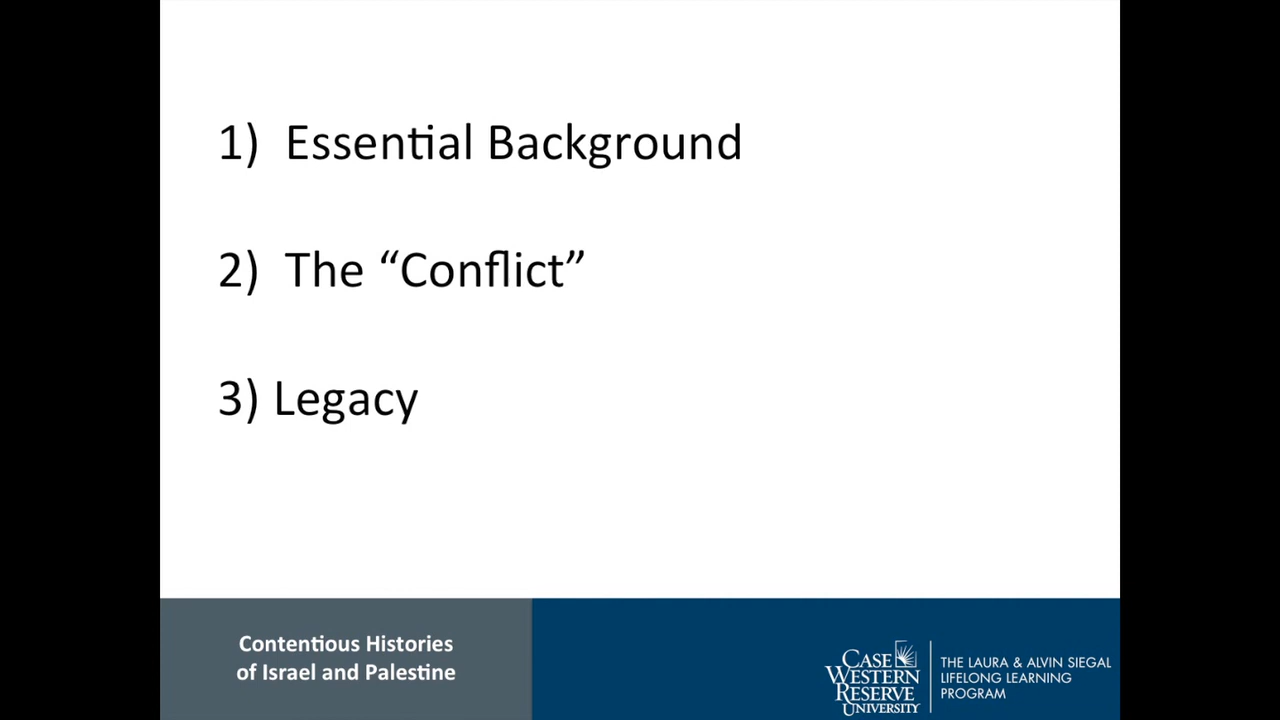 1) Essential Background
2) The “Conflict”
3) Legacy
Contentious Histories
of Israel and Palestine
CASE
WESTERN
RESERVE
UNIVERSITY
THE LAURA & ALVIN SIEGAL
LIFELONG LEARNING
PROGRAM